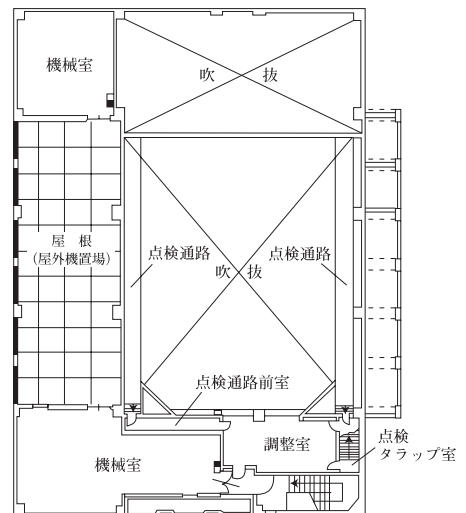 機械室
吹 抜
屋 根
(屋外機置場)
点検通路
点検通路
吹 抜
点検通路前室
点検
タラップ室
調整室
機械室